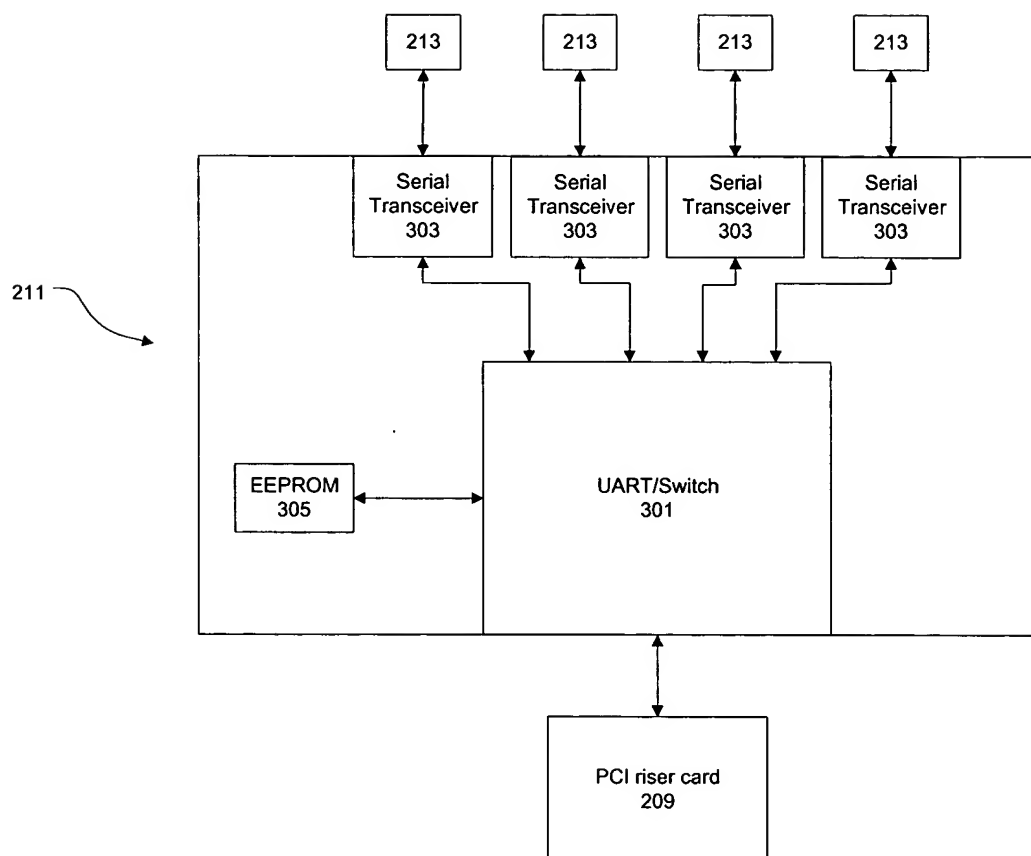 213
213
213
213
Serial
Transceiver
303
Serial
Transceiver
303
Serial
Transceiver
303
Serial
Transceiver
303
211
EEPROM
305
UART/Switch
301
PCI riser card
209